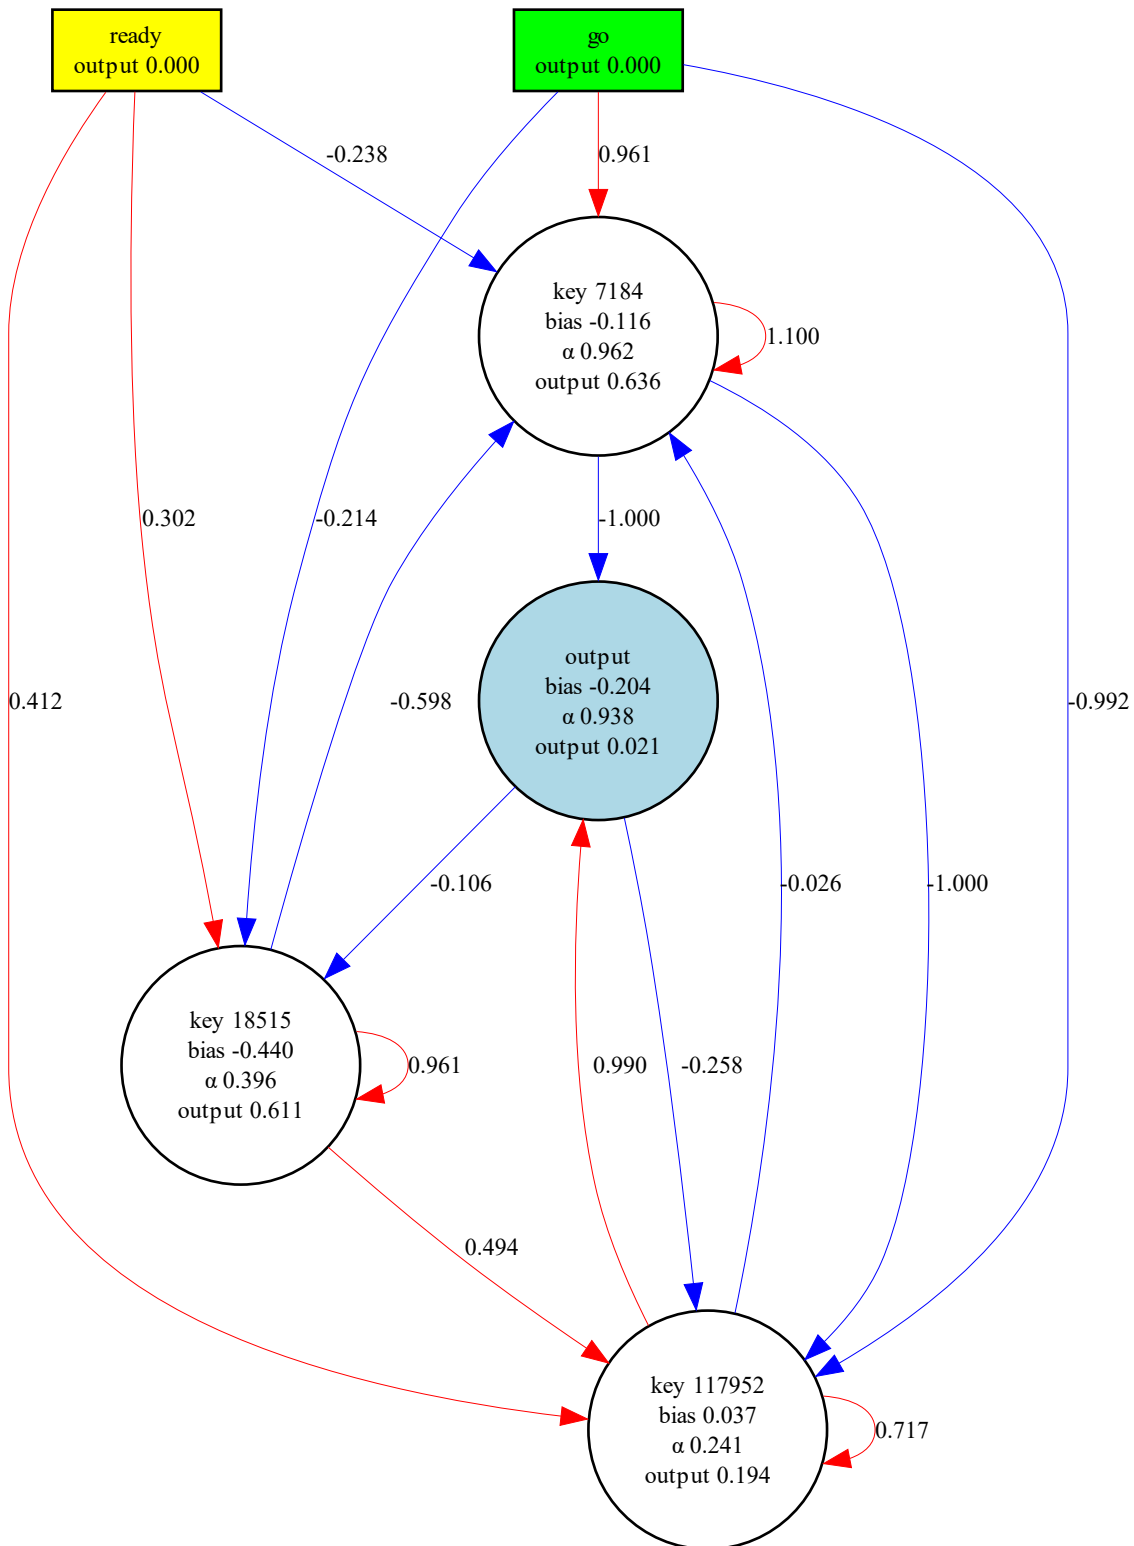 ready
output 0.000
go
output 0.000
-0.238
0.961
key 7184
bias -0.116
α 0.962
output 0.636
1.100
0.302
-0.214
-1.000
output
bias -0.204
α 0.938
output 0.021
0.412
-0.598
-0.992
-0.106
-0.026
-1.000
key 18515
bias -0.440
α 0.396
output 0.611
0.961
0.990
-0.258
0.494
key 117952
bias 0.037
α 0.241
output 0.194
0.717